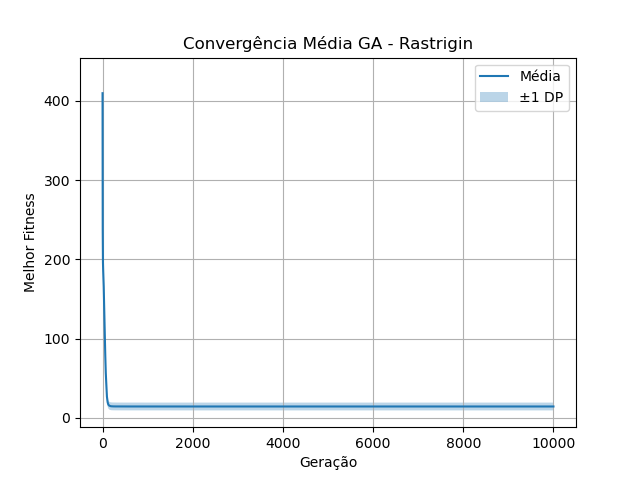 Convergência Média GA - Rastrigin
Média
±1 DP
Melhor Fitness
400
300
200
100
0
0 2000 4000 6000 8000 10000
Geração